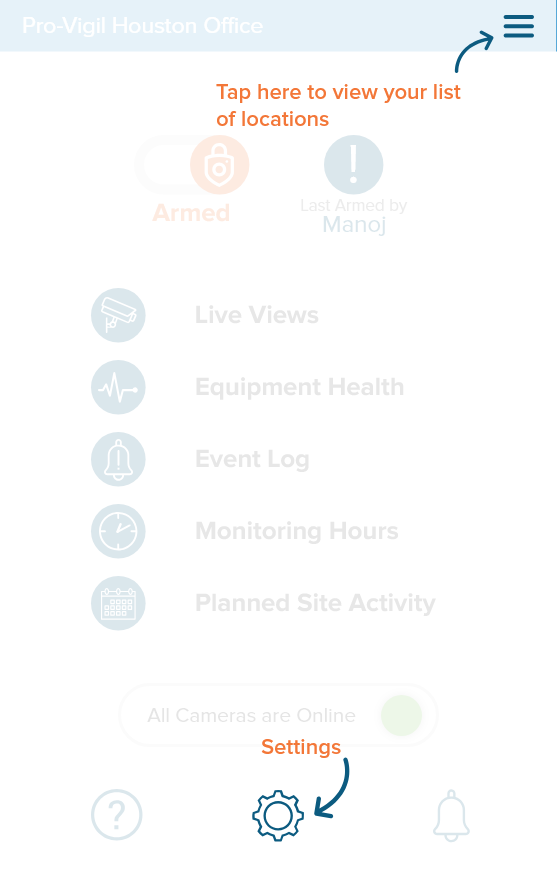 Pro-Vigil Houston Office
Tap here to view your list
of locations
Armed
Last Armed by
Manoj
Live Views
Equipment Health
Event Log
Monitoring Hours
Planned Site Activity
All Cameras are Online
Settings